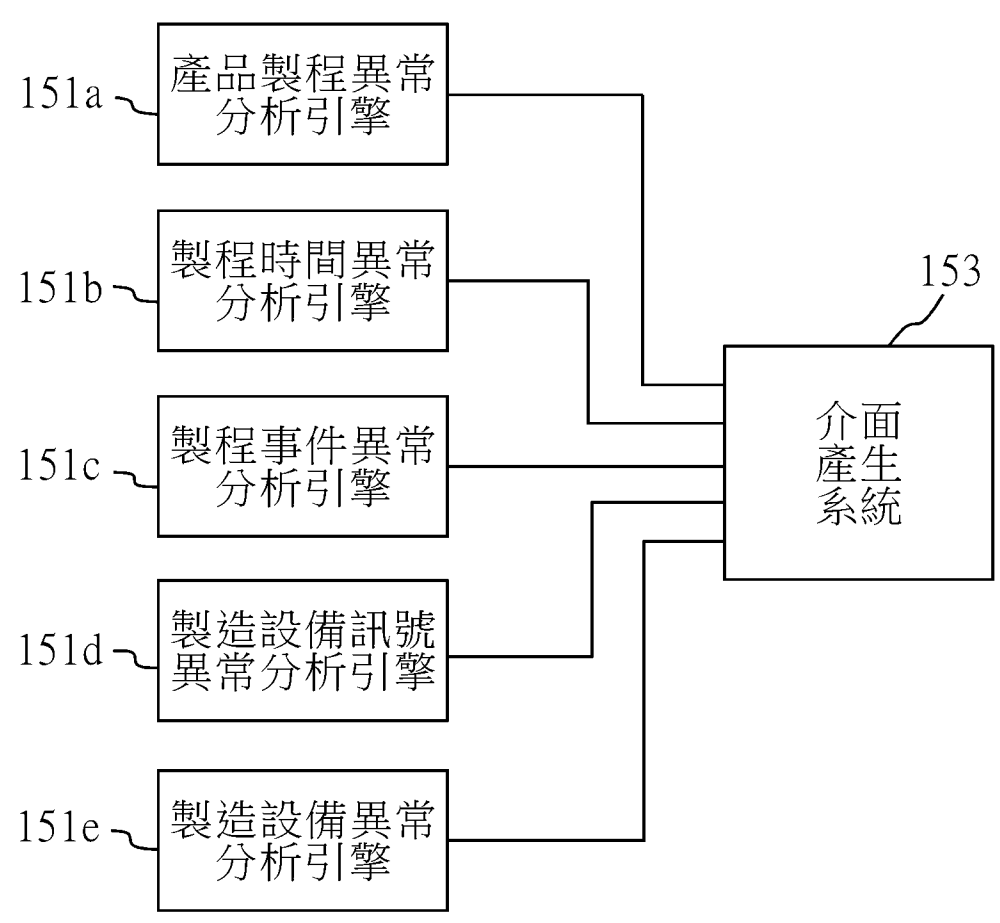 151a
產品製程異常
分析引擎
151b
製程時間異常
分析引擎
151c
製程事件異常
分析引擎
151d
製造設備訊號
異常分析引擎
151e
製造設備異常
分析引擎
153
介面
產生
系統